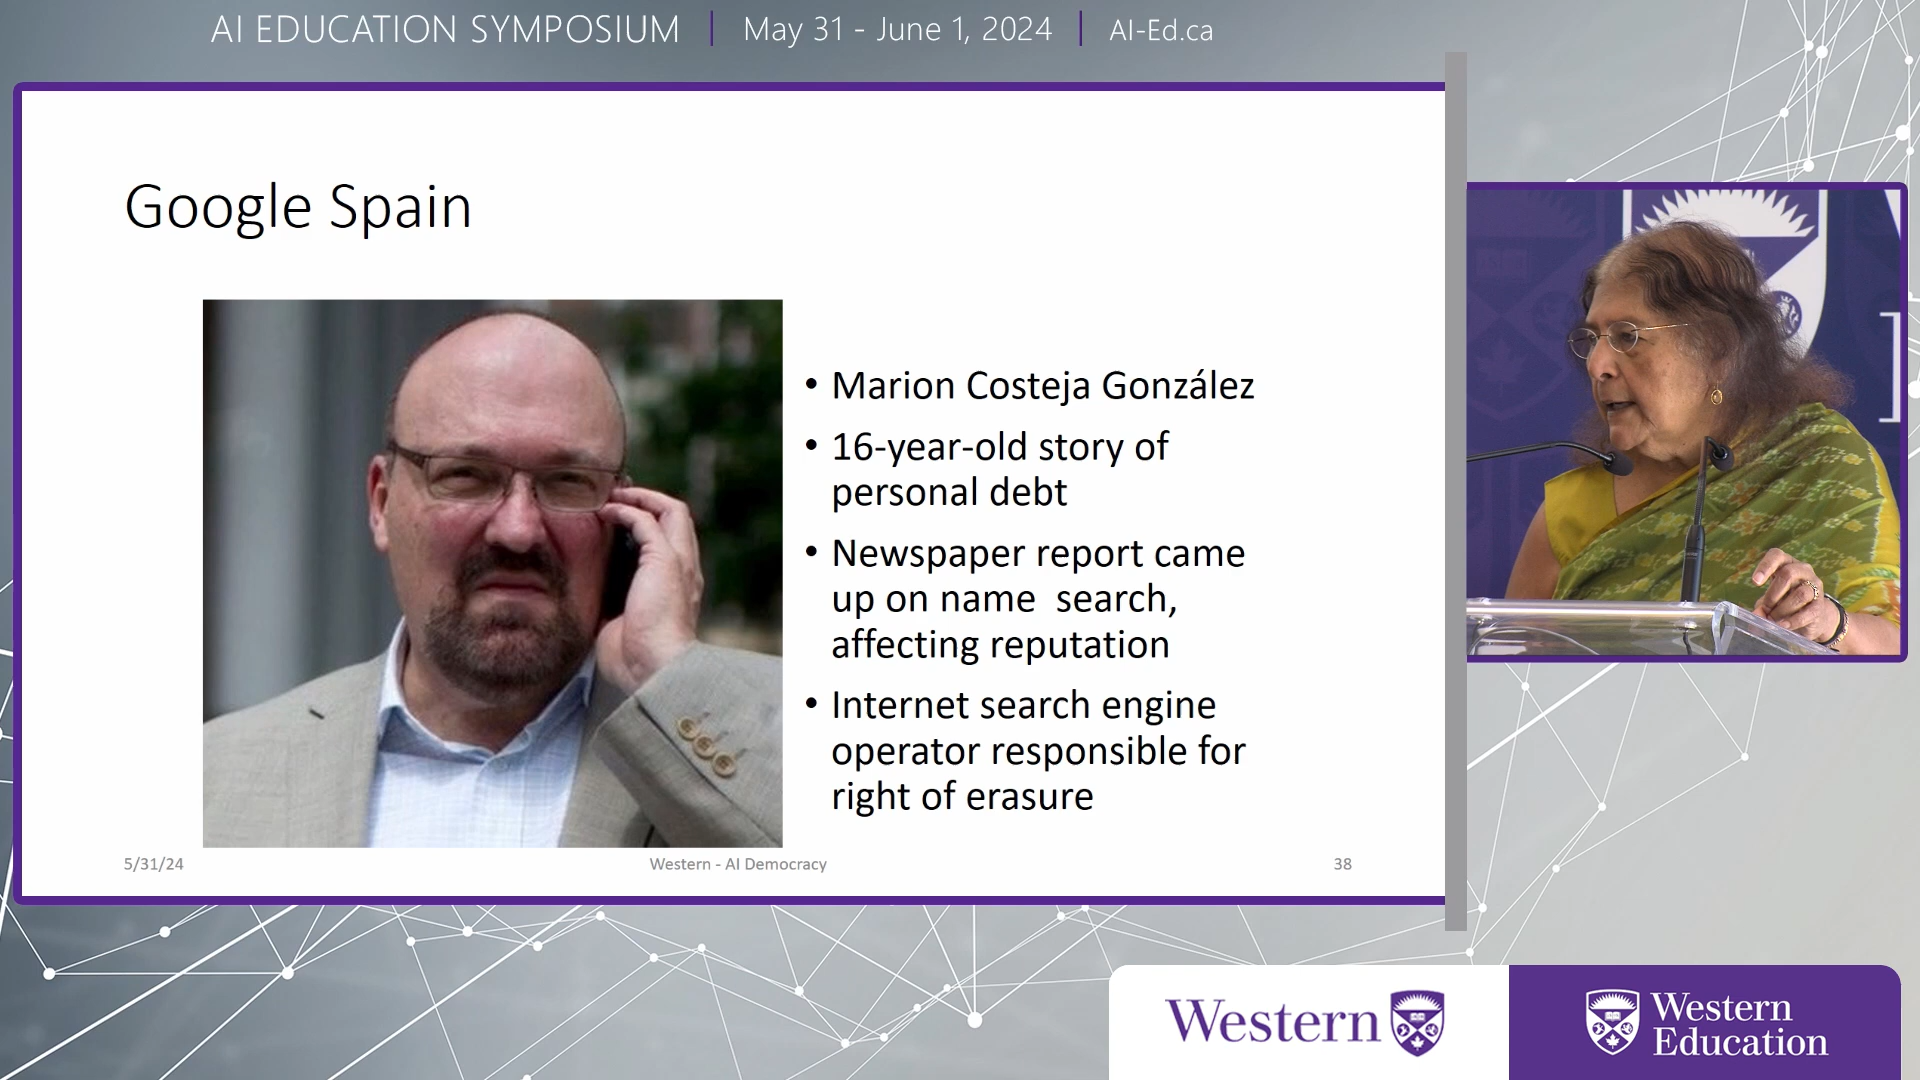 AI EDUCATION SYMPOSIUM | May 31 - June 1, 2024 | AI-Ed.ca
Google Spain
• Marion Costeja González
• 16-year-old story of
personal debt
• Newspaper report came
up on name search,
affecting reputation
• Internet search engine
operator responsible for
right of erasure
5/31/24
Western - AI Democracy
38
Western
Western
Education